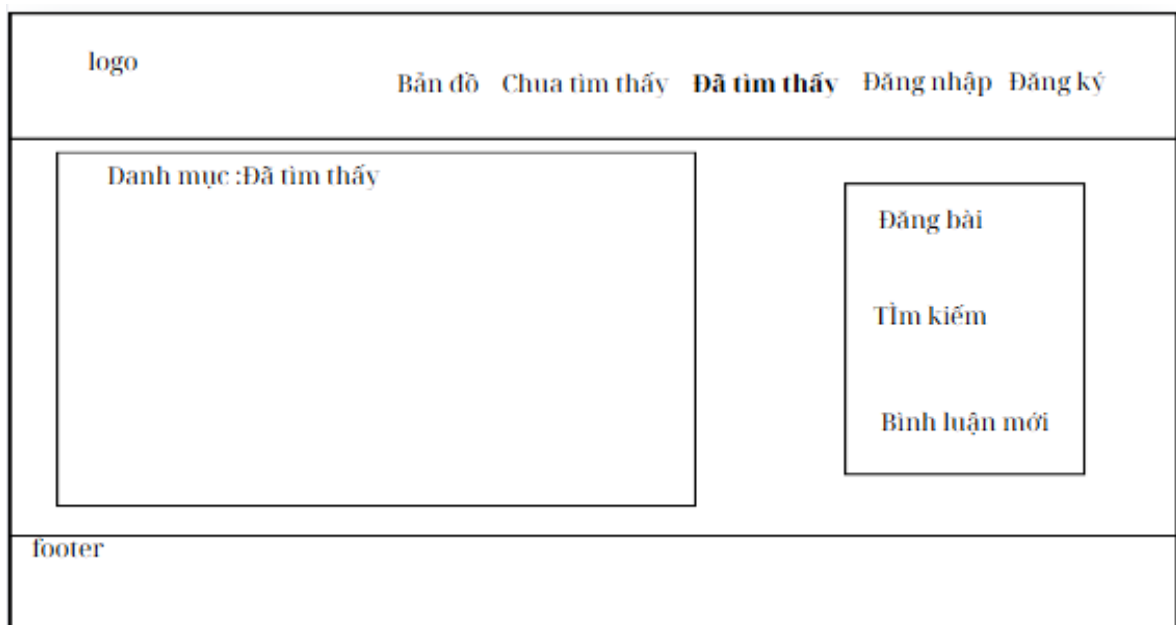 logo
Bản đồ Chua tìm thấy Đã tìm thấy Đăng nhập Đăng ký
Danh mục :Đã tìm thấy
Đăng bài
TÌm kiếm
Bình luận mới
footer